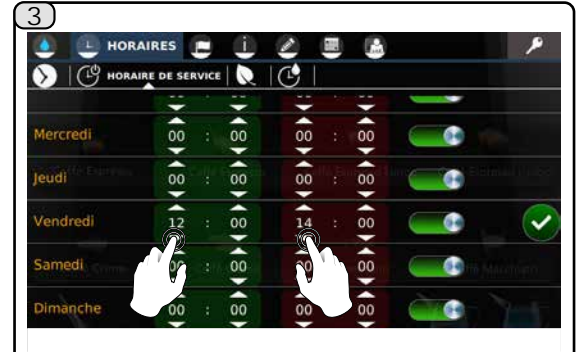 3
HORAIRES
HORAIRE DE SERVICE
Mercredi 00 : 00 00 : 00
Jeudi 00 : 00 00 : 00
Vendredi 12 : 00 14 : 00
Samedi : 00 00
Dimanche 00 : 00 00 : 00